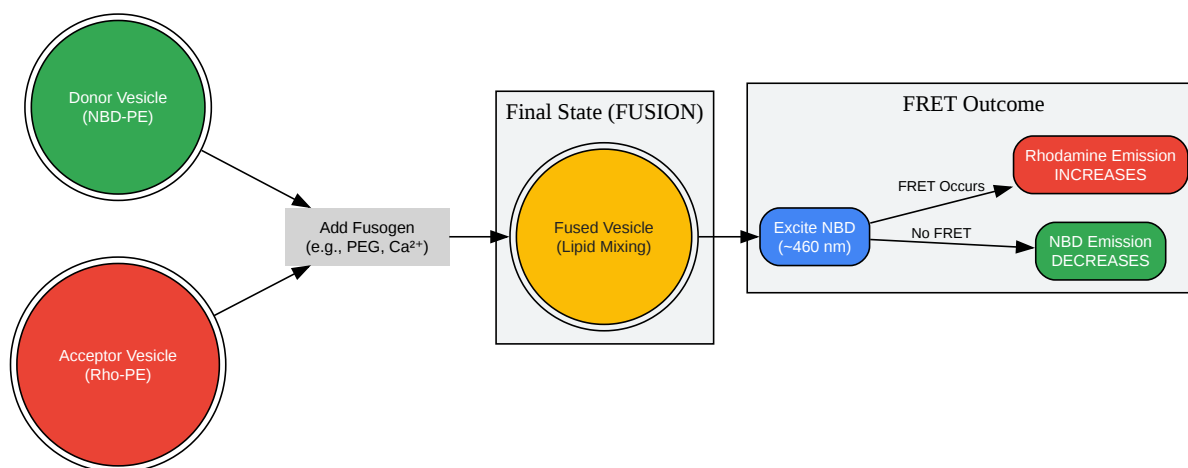 Donor Vesicle
(NBD-PE)
Acceptor Vesicle
(Rho-PE)
Add Fusogen
(e.g., PEG, Ca²⁺)
Final State (FUSION)
Fused Vesicle
(Lipid Mixing)
FRET Outcome
Excite NBD
(~460 nm)
FRET Occurs
Rhodamine Emission
INCREASES
No FRET
NBD Emission
DECREASES